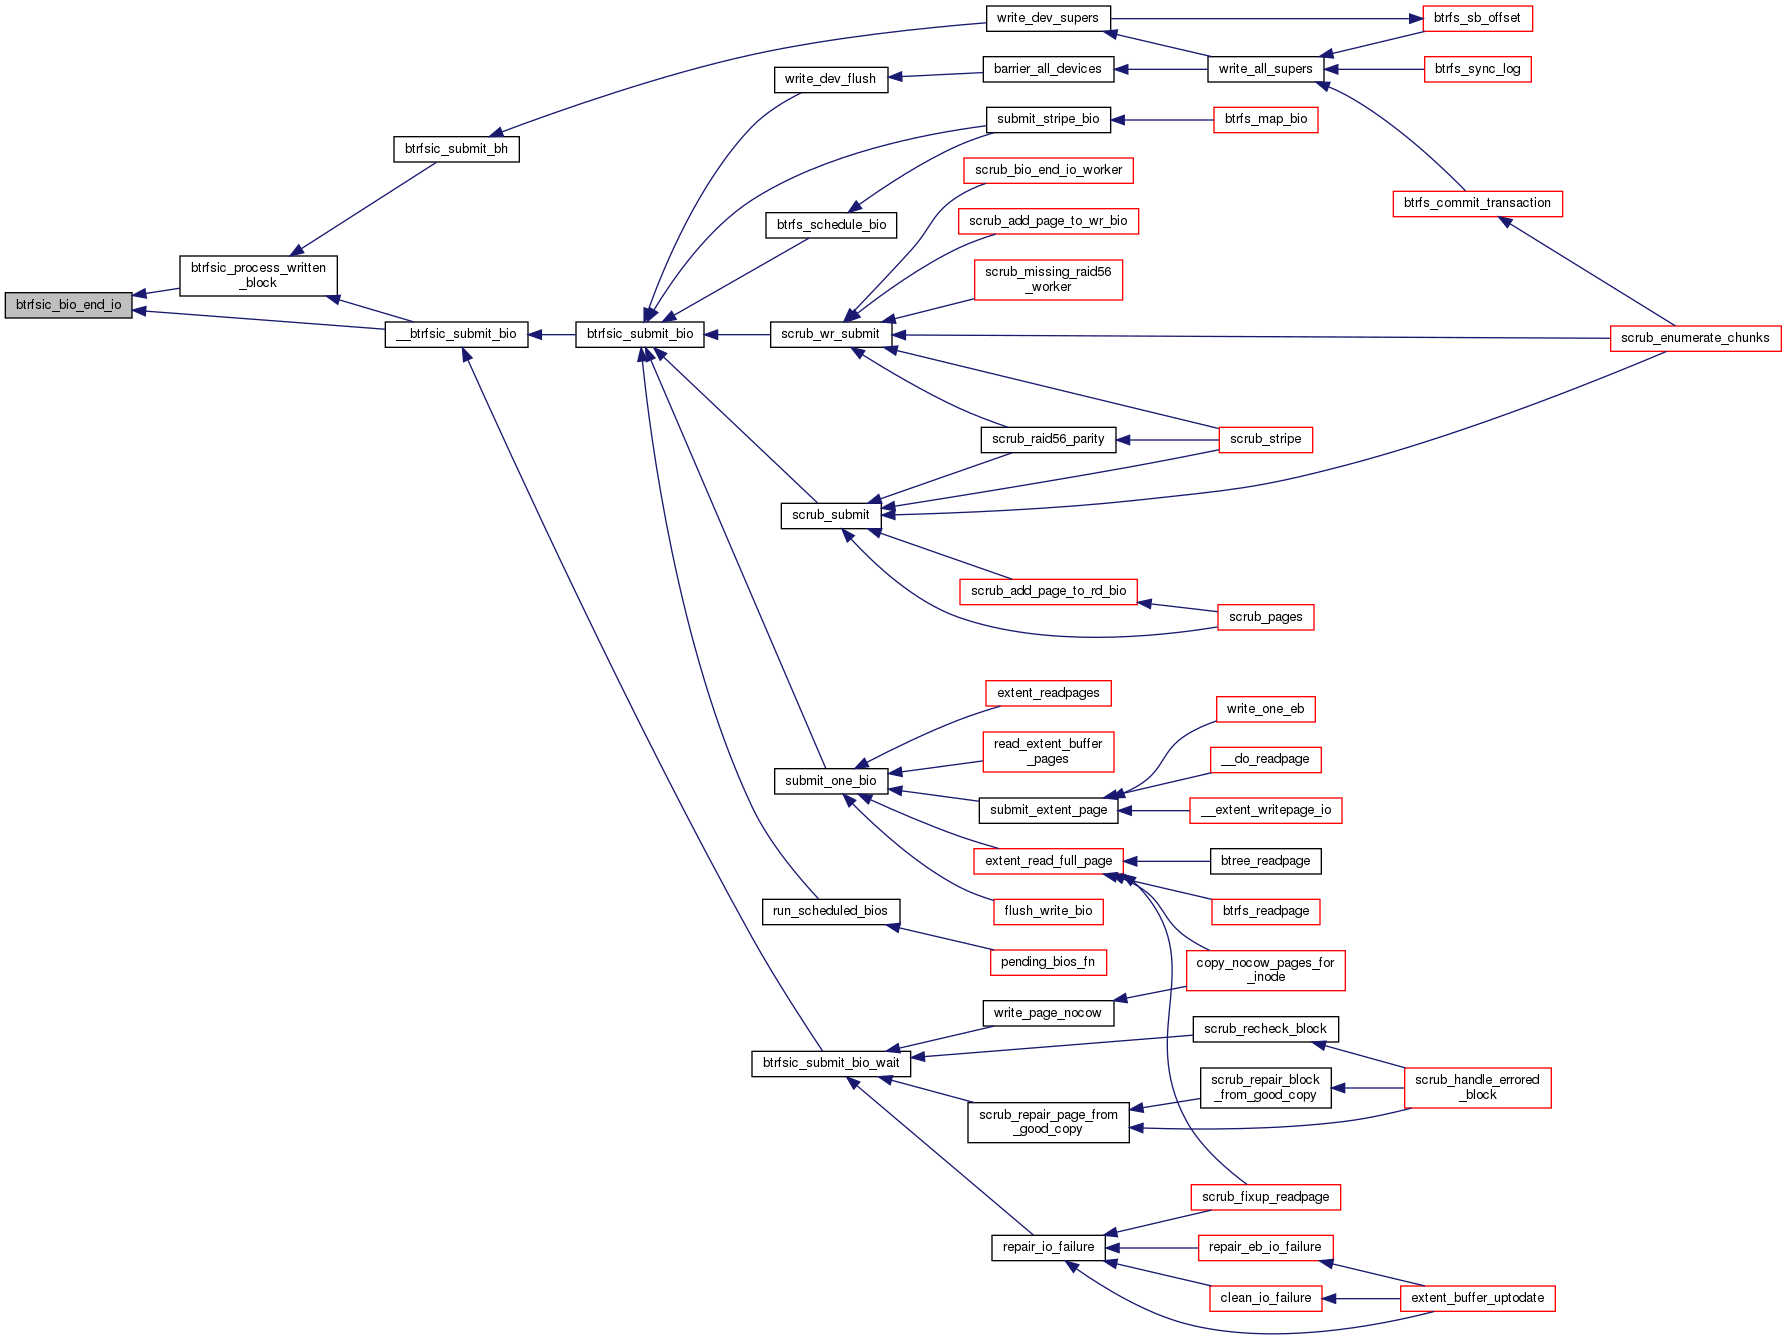 write_dev_supers
btrfs_sb_offset
write_dev_flush
barrier_all_devices
write_all_supers
btrfs_sync_log
submit_stripe_bio
btrfs_map_bio
btrfsic_submit_bh
scrub_bio_end_io_worker
btrfs_commit_transaction
btrfs_schedule_bio
scrub_add_page_to_wr_bio
btrfsic_process_written
_block
scrub_missing_raid56
_worker
btrfsic_bio_end_io
__btrfsic_submit_bio
btrfsic_submit_bio
scrub_wr_submit
scrub_enumerate_chunks
scrub_raid56_parity
scrub_stripe
scrub_submit
scrub_add_page_to_rd_bio
scrub_pages
extent_readpages
write_one_eb
read_extent_buffer
_pages
__do_readpage
submit_one_bio
submit_extent_page
__extent_writepage_io
extent_read_full_page
btree_readpage
run_scheduled_bios
flush_write_bio
btrfs_readpage
pending_bios_fn
copy_nocow_pages_for
_inode
write_page_nocow
scrub_recheck_block
btrfsic_submit_bio_wait
scrub_repair_block
_from_good_copy
scrub_handle_errored
_block
scrub_repair_page_from
_good_copy
scrub_fixup_readpage
repair_io_failure
repair_eb_io_failure
clean_io_failure
extent_buffer_uptodate